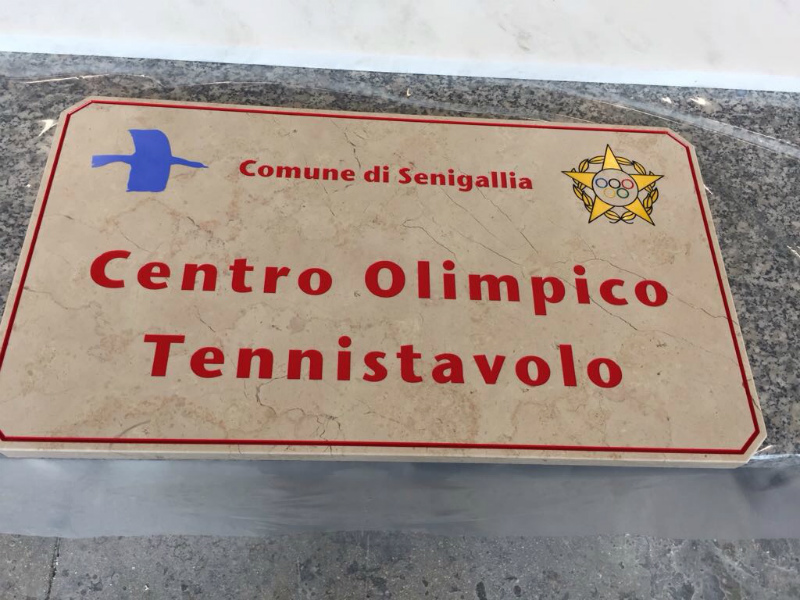 Comune di Senigallia
Centro Olimpico
Tennistavolo